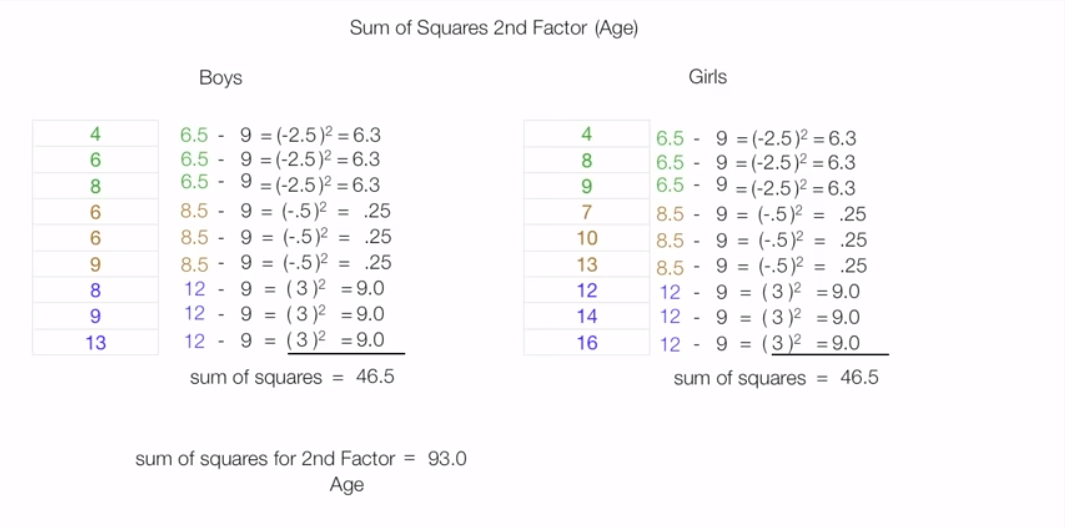 Sum of Squares 2nd Factor (Age)
Boys
4 6.5 - 9 = (-2.5)² = 6.3
6 6.5 - 9 = (-2.5)² = 6.3
8 6.5 - 9 = (-2.5)² = 6.3
6 8.5 - 9 = (-.5)² = .25
6 8.5 - 9 = (-.5)² = .25
9 8.5 - 9 = (-.5)² = .25
8 12 - 9 = (3)² = 9.0
9 12 - 9 = (3)² = 9.0
13 12 - 9 = (3)² = 9.0
sum of squares = 46.5
Girls
4 6.5 - 9 = (-2.5)² = 6.3
8 6.5 - 9 = (-2.5)² = 6.3
9 6.5 - 9 = (-2.5)² = 6.3
7 8.5 - 9 = (-.5)² = .25
10 8.5 - 9 = (-.5)² = .25
13 8.5 - 9 = (-.5)² = .25
12 12 - 9 = (3)² = 9.0
14 12 - 9 = (3)² = 9.0
16 12 - 9 = (3)² = 9.0
sum of squares = 46.5
sum of squares for 2nd Factor = 93.0
Age